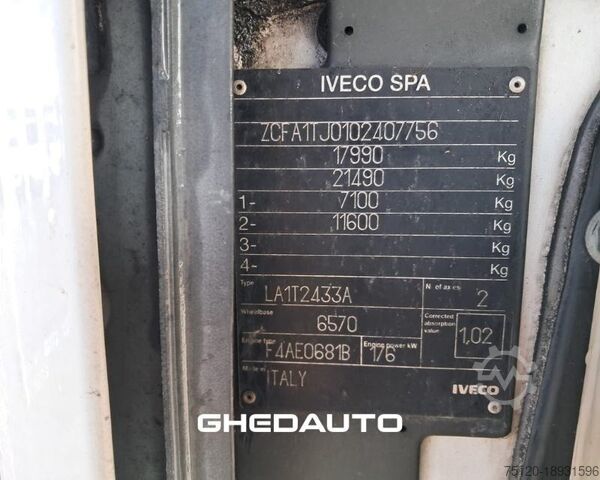 IVECO SPA
ZCFA1TJ0102407756
17990 Kg
21490 Kg
1- 7100 Kg
2- 11600 Kg
3- Kg
4- Kg
Type LA1T2433A N. of axles 2
Wheelbase 6570 Corrected absorption value 1,02
Engine type F4AE0681B Engine power kW 176
Made in ITALY IVECO
GHEDAUTO
75120-18931596